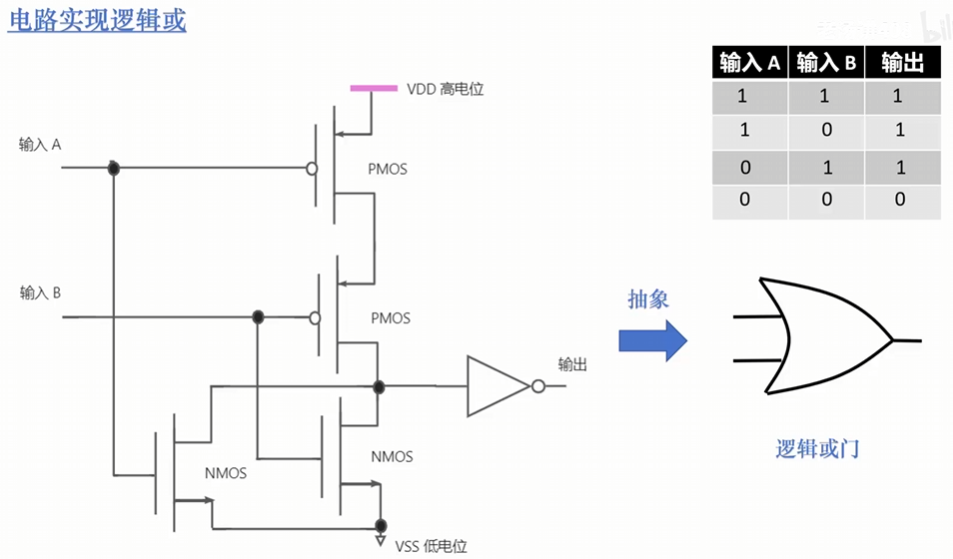 电路实现逻辑或
输入 A 输入 B 输出
1 1 1
1 0 1
0 1 1
0 0 0
VDD 高电位
输入 A
PMOS
输入 B
PMOS
抽象
输出
NMOS
NMOS
逻辑或门
VSS 低电位